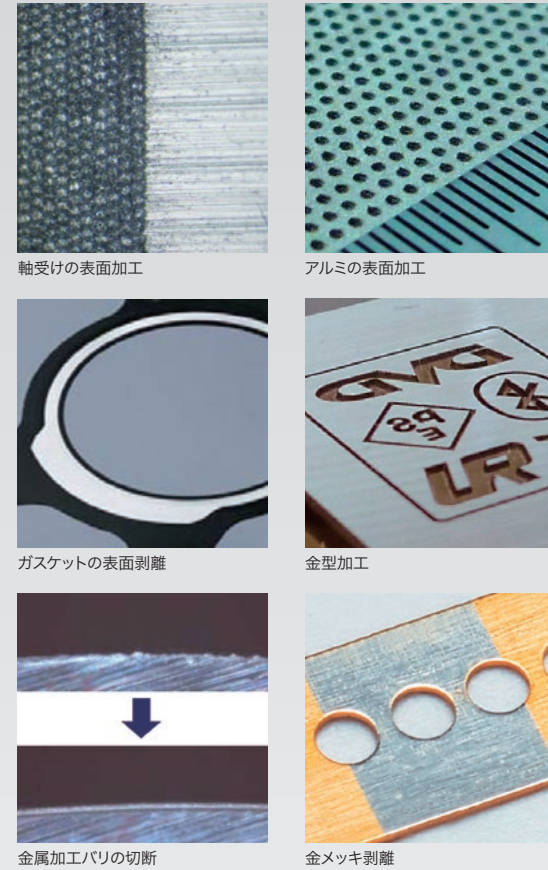 軸受けの表面加工
アルミの表面加工
ガスケットの表面剥離
金型加工
金属加工バリの切断
金メッキ剥離